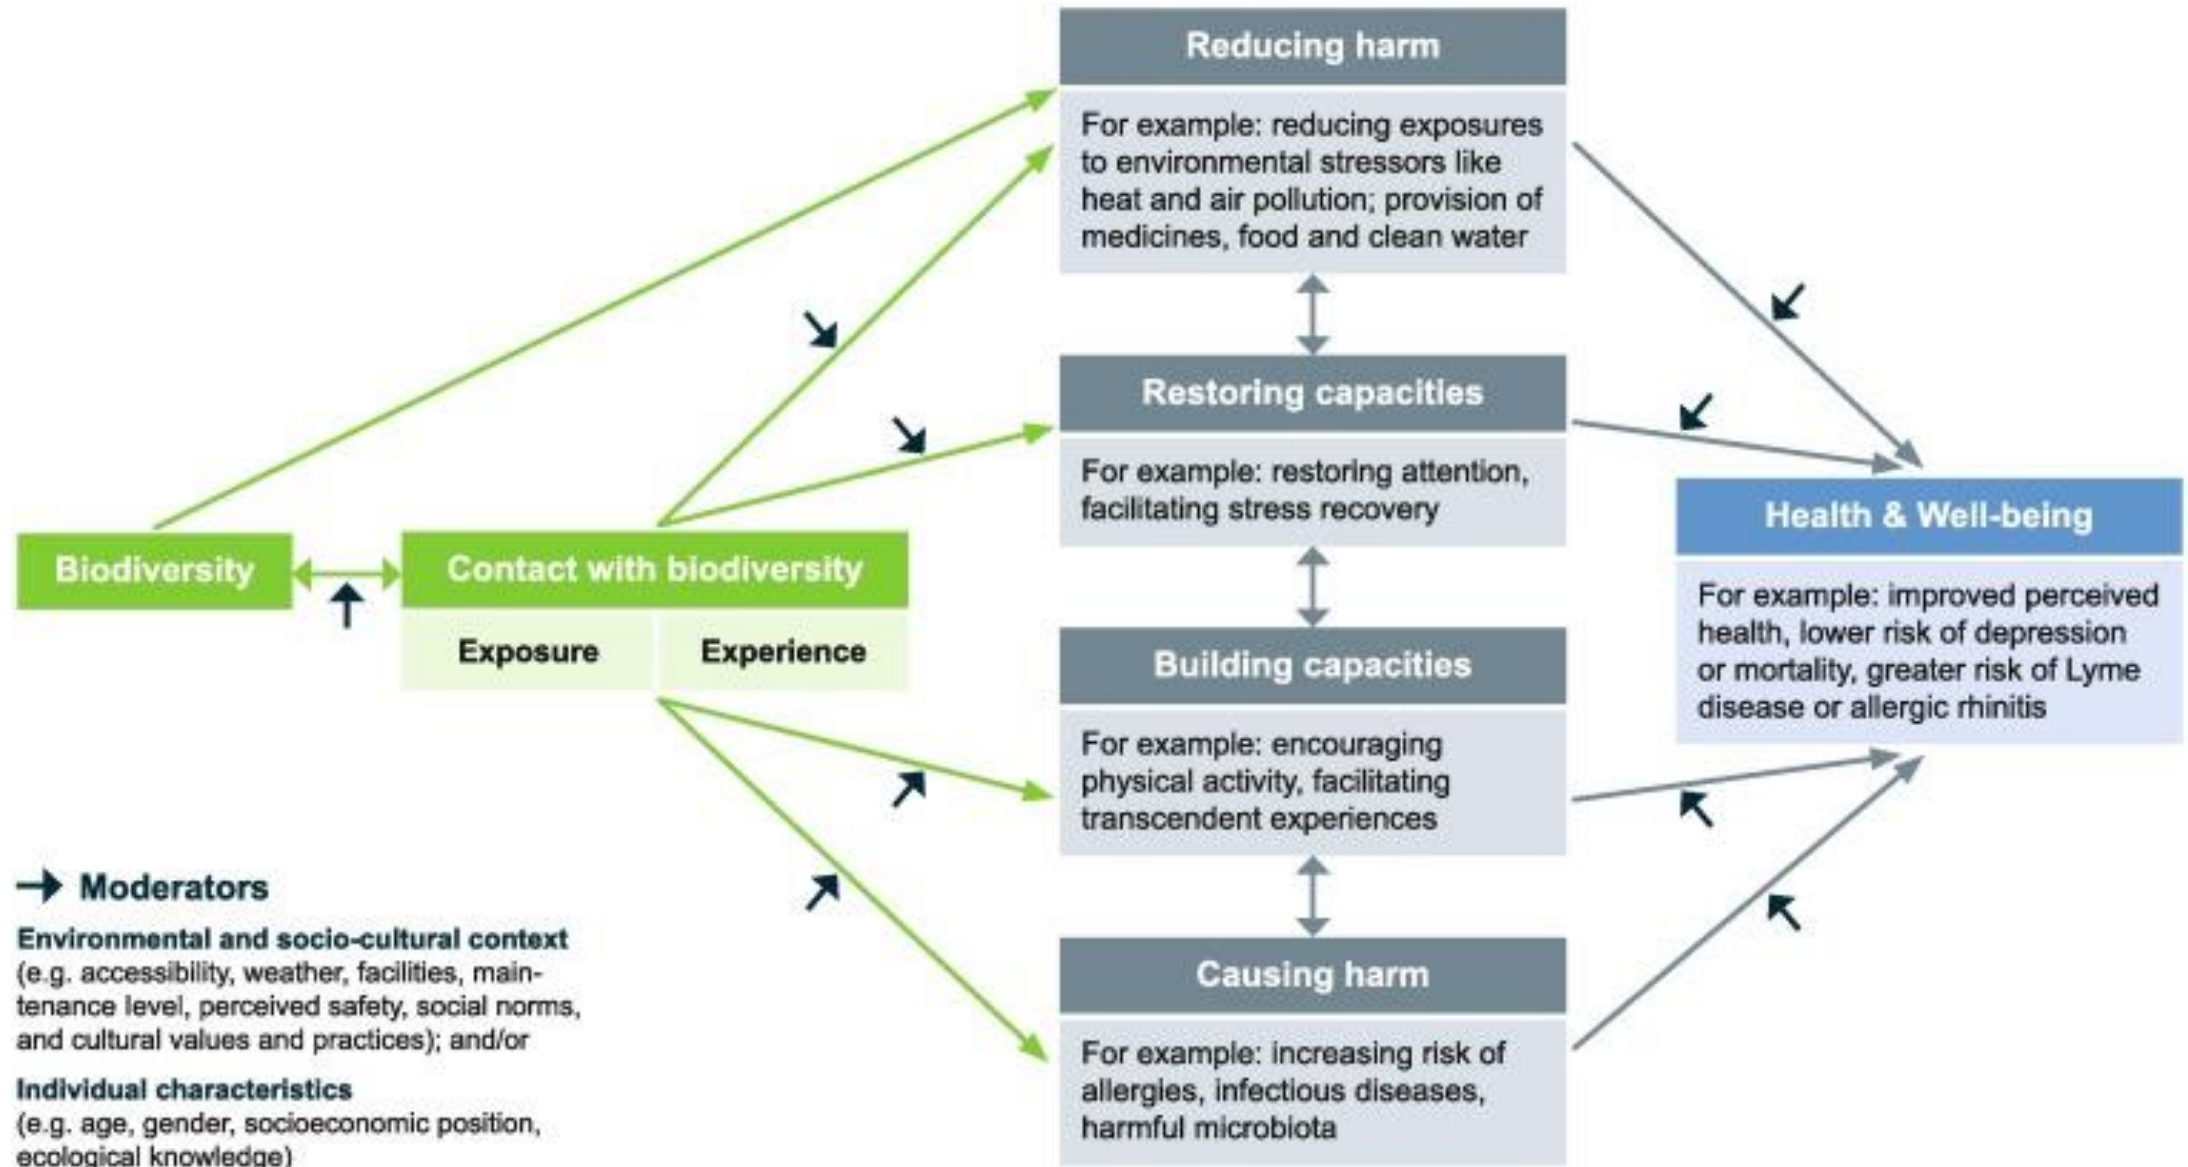 Reducing harm
For example: reducing exposures
to environmental stressors like
heat and air pollution; provision of
medicines, food and clean water
Restoring capacities
For example: restoring attention,
facilitating stress recovery
Biodiversity
Contact with biodiversity
Exposure
Experience
Building capacities
For example: encouraging
physical activity, facilitating
transcendent experiences
Causing harm
For example: increasing risk of
allergies, infectious diseases,
harmful microbiota
Health & Well-being
For example: improved perceived
health, lower risk of depression
or mortality, greater risk of Lyme
disease or allergic rhinitis
Moderators
Environmental and socio-cultural context
(e.g. accessibility, weather, facilities, main-
tenance level, perceived safety, social norms,
and cultural values and practices); and/or
Individual characteristics
(e.g. age, gender, socioeconomic position,
ecological knowledge)